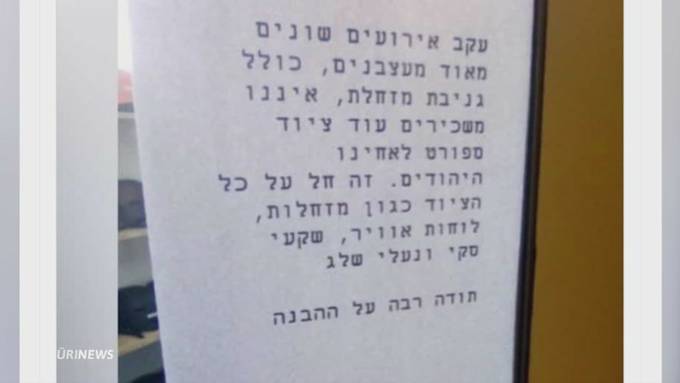 עקב אירועים שונים
מאוד מעצבנים, כולל
גניבת מזחלת, איננו
משכירים עוד ציוד
ספורט לאחינו
היהודים. זה חל על כל
הציוד כגון מזחלות,
לוחות אוויר, שקעי
סקי ונעלי שלג
תודה רבה על ההבנה
ÜRINEWS